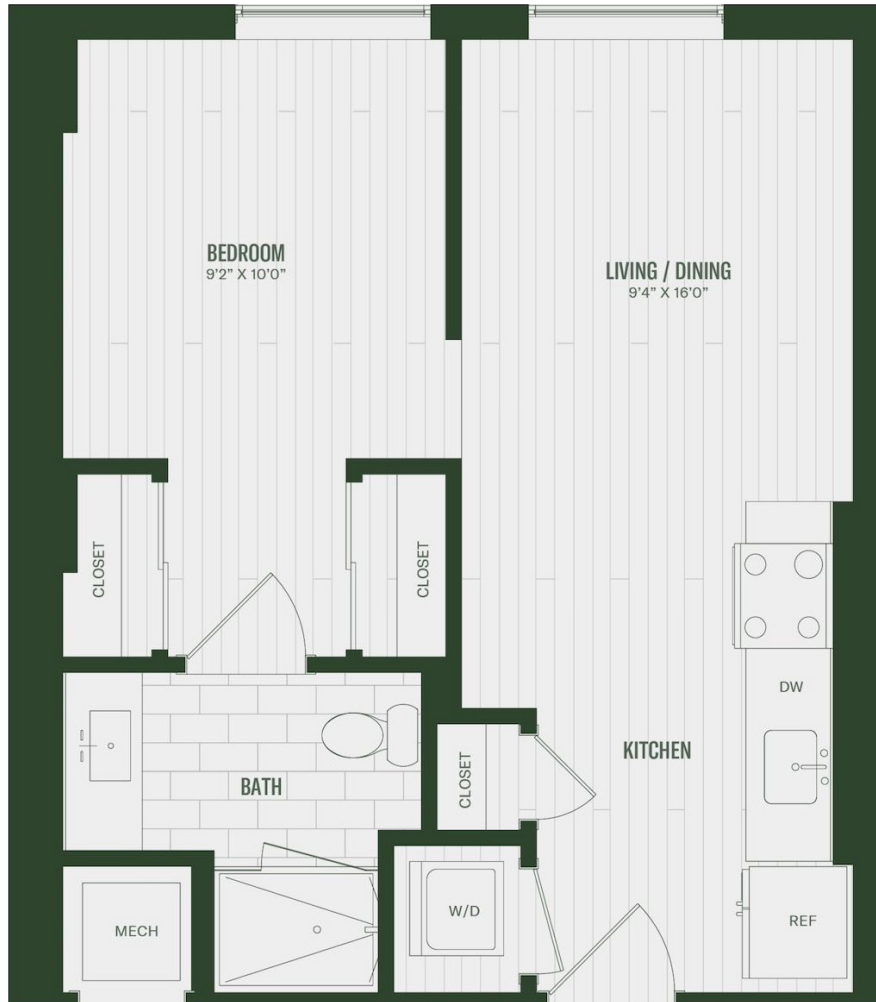 BEDROOM
9’2” X 10’0”
LIVING / DINING
9’4” X 16’0”
CLOSET
CLOSET
DW
KITCHEN
CLOSET
BATH
W/D
REF
MECH